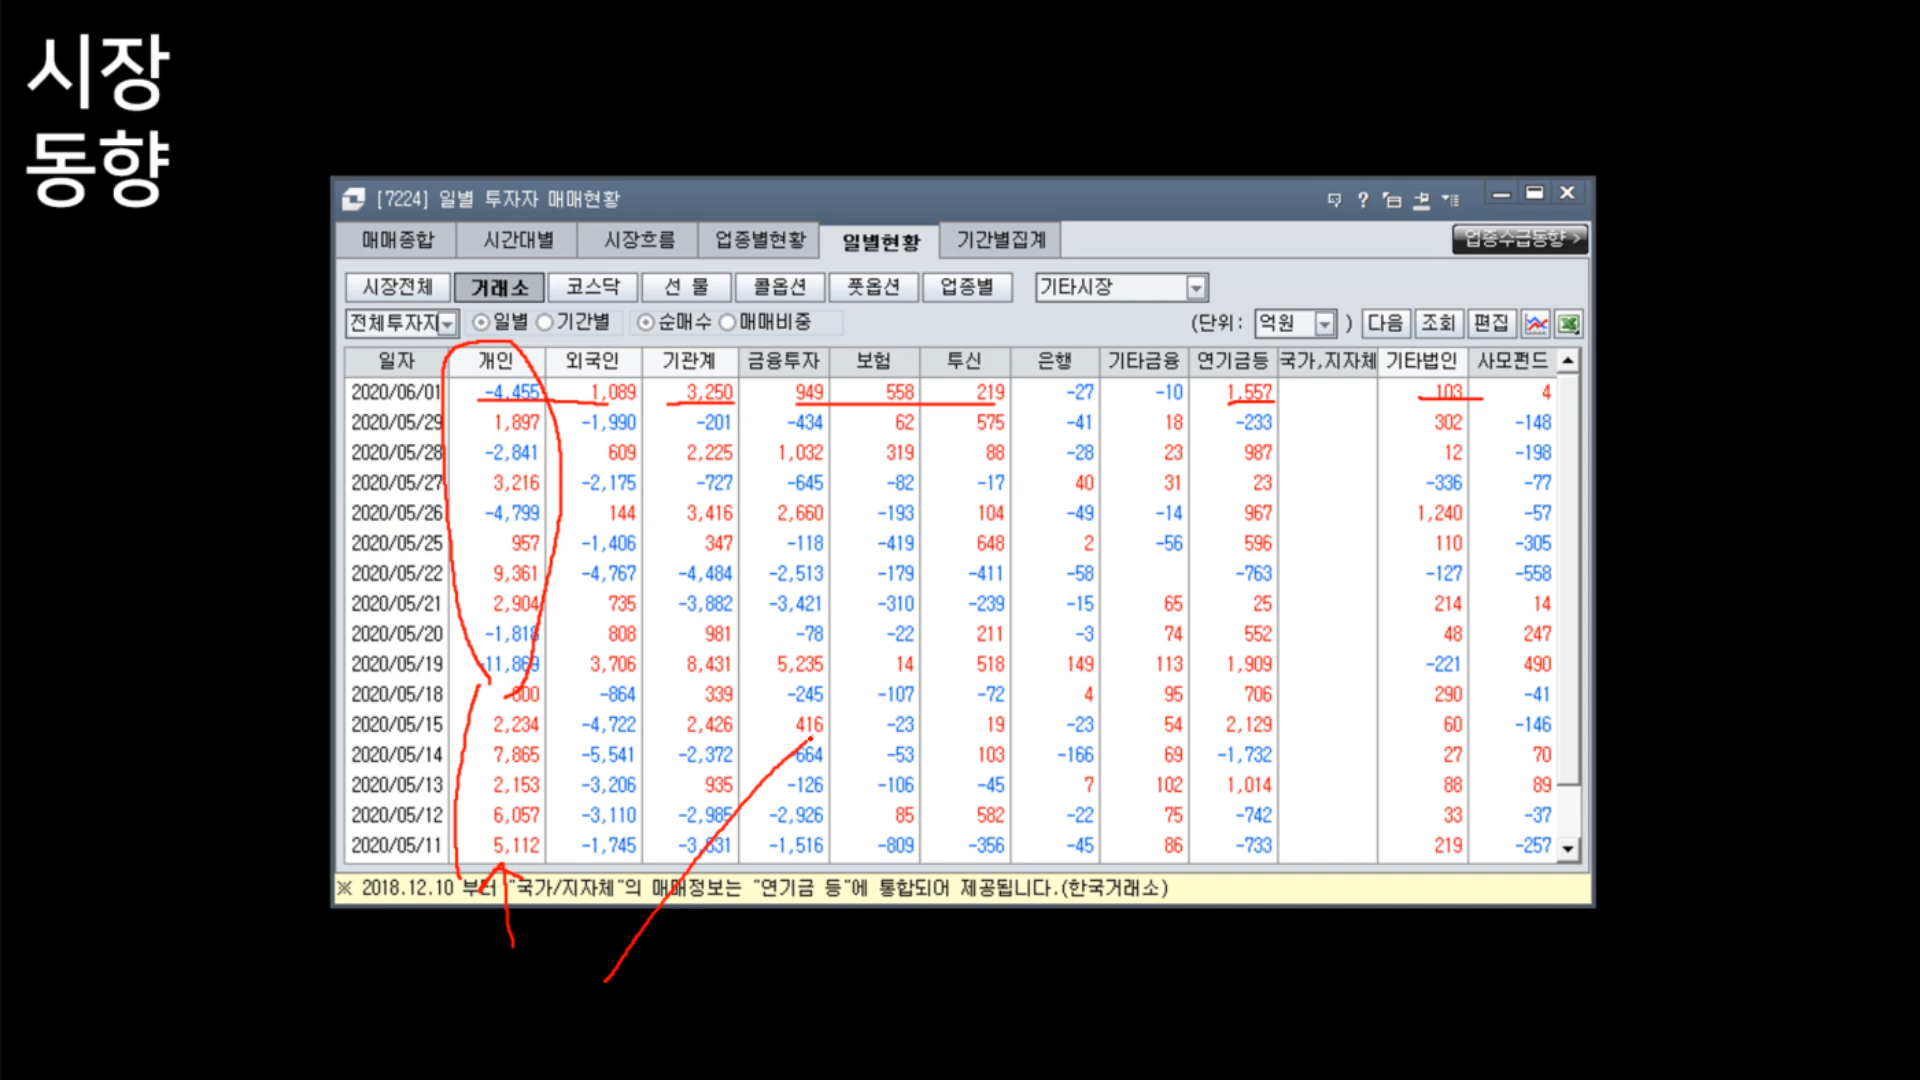 시장
동향
[7224] 일별 투자자 매매현황
매매종합 시간대별 시장흐름 업종별현황 일별현황 기간별집계 업종수급동향 >
시장전체 거래소 코스닥 선 물 콜옵션 풋옵션 업종별 기타시장
전체투자자 일별 기간별 순매수 매매비중 (단위: 억원 ) 다음 조회 편집
일자 개인 외국인 기관계 금융투자 보험 투신 은행 기타금융 연기금등 국가,지자체 기타법인 사모펀드
2020/06/01 -4,455 1,089 3,250 949 558 219 -27 -10 1,557 103 4
2020/05/29 1,897 -1,990 -201 -434 62 575 -41 18 -233 302 -148
2020/05/28 -2,841 609 2,225 1,032 319 88 -28 23 987 12 -198
2020/05/27 3,216 -2,175 -727 -645 -82 -17 40 31 23 -336 -77
2020/05/26 -4,799 144 3,416 2,660 -193 104 -49 -14 967 1,240 -57
2020/05/25 957 -1,406 347 -118 -419 648 2 -56 596 110 -305
2020/05/22 9,361 -4,767 -4,484 -2,513 -179 -411 -58 -763 -127 -558
2020/05/21 2,904 735 -3,882 -3,421 -310 -239 -15 65 25 214 14
2020/05/20 -1,818 808 981 -78 -22 211 -3 74 552 48 247
2020/05/19 -11,869 3,706 8,431 5,235 14 518 149 113 1,909 -221 490
2020/05/18 -864 339 -245 -107 -72 4 95 706 290 -41
2020/05/15 2,234 -4,722 2,426 416 -23 19 -23 54 2,129 60 -146
2020/05/14 7,865 -5,541 -2,372 -664 -53 103 -166 69 -1,732 27 70
2020/05/13 2,153 -3,206 935 -126 -106 -45 7 102 1,014 88 89
2020/05/12 6,057 -3,110 -2,985 -2,926 85 582 -22 75 -742 33 -37
2020/05/11 5,112 -1,745 -1,516 -809 -356 -45 86 -733 219 -257
※ 2018.12.10 부터 "국가/지자체"의 매매정보는 "연기금 등"에 통합되어 제공됩니다.(한국거래소)